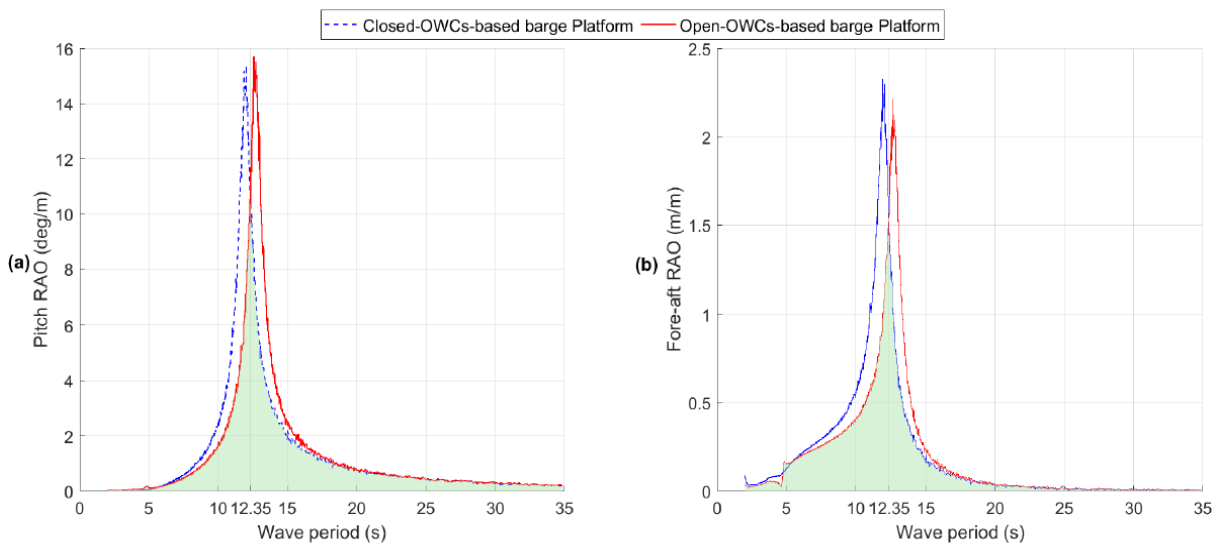 Closed-OWCs-based barge Platform Open-OWCs-based barge Platform
(a)
Pitch RAO (deg/m)
16
14
12
10
8
6
4
2
0
0 5 10 12.35 15 20 25 30 35
Wave period (s)
(b)
Fore-aft RAO (m/m)
2.5
2
1.5
1
0.5
0
0 5 10 12.35 15 20 25 30 35
Wave period (s)